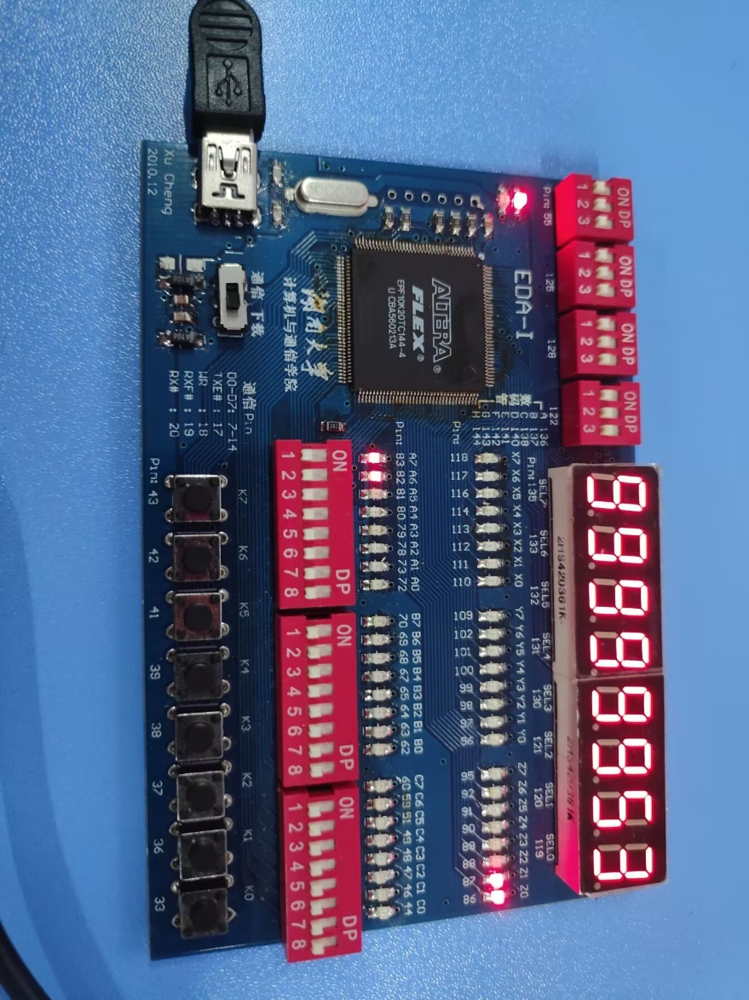 ON DP
1 2 3
ON DP
1 2 3
ON DP
1 2 3
ON DP
1 2 3
Pin: 55 125 128 122
EDA-I
SEL7 SEL6 SEL5 SEL4 SEL3 SEL2 SEL1 SEL0
Pin: 135 133 132 131 130 121 120 119
2HS420361K
数码管
A 136
B 137
C 138
D 140
E 141
F 142
G 143
H 144
X7 X6 X5 X4 X3 X2 X1 X0 Y7 Y6 Y5 Y4 Y3 Y2 Y1 Y0 Z7 Z6 Z5 Z4 Z3 Z2 Z1 Z0
Pin: 118 117 116 114 113 112 111 110 109 102 101 100 99 98 97 96 95 92 91 90 89 88 87 86
ALTERA®
FLEX®
EPF10K20TC144-4
U CBA560213A
A7 A6 A5 A4 A3 A2 A1 A0 B7 B6 B5 B4 B3 B2 B1 B0 C7 C6 C5 C4 C3 C2 C1 C0
Pin: 83 82 81 80 79 78 73 72 70 69 68 67 65 64 63 62 60 59 51 49 48 47 46 44
湖南大学
计算机与通信学院
ON DP
1 2 3 4 5 6 7 8
ON DP
1 2 3 4 5 6 7 8
ON DP
1 2 3 4 5 6 7 8
通信 下载
通信Pin
D0-D7: 7-14
TXE# : 17
WR : 18
RXF# : 19
RX# : 20
K7 K6 K5 K4 K3 K2 K1 K0
Pin: 43 42 41 39 38 37 36 33
Xu Cheng
2010.12